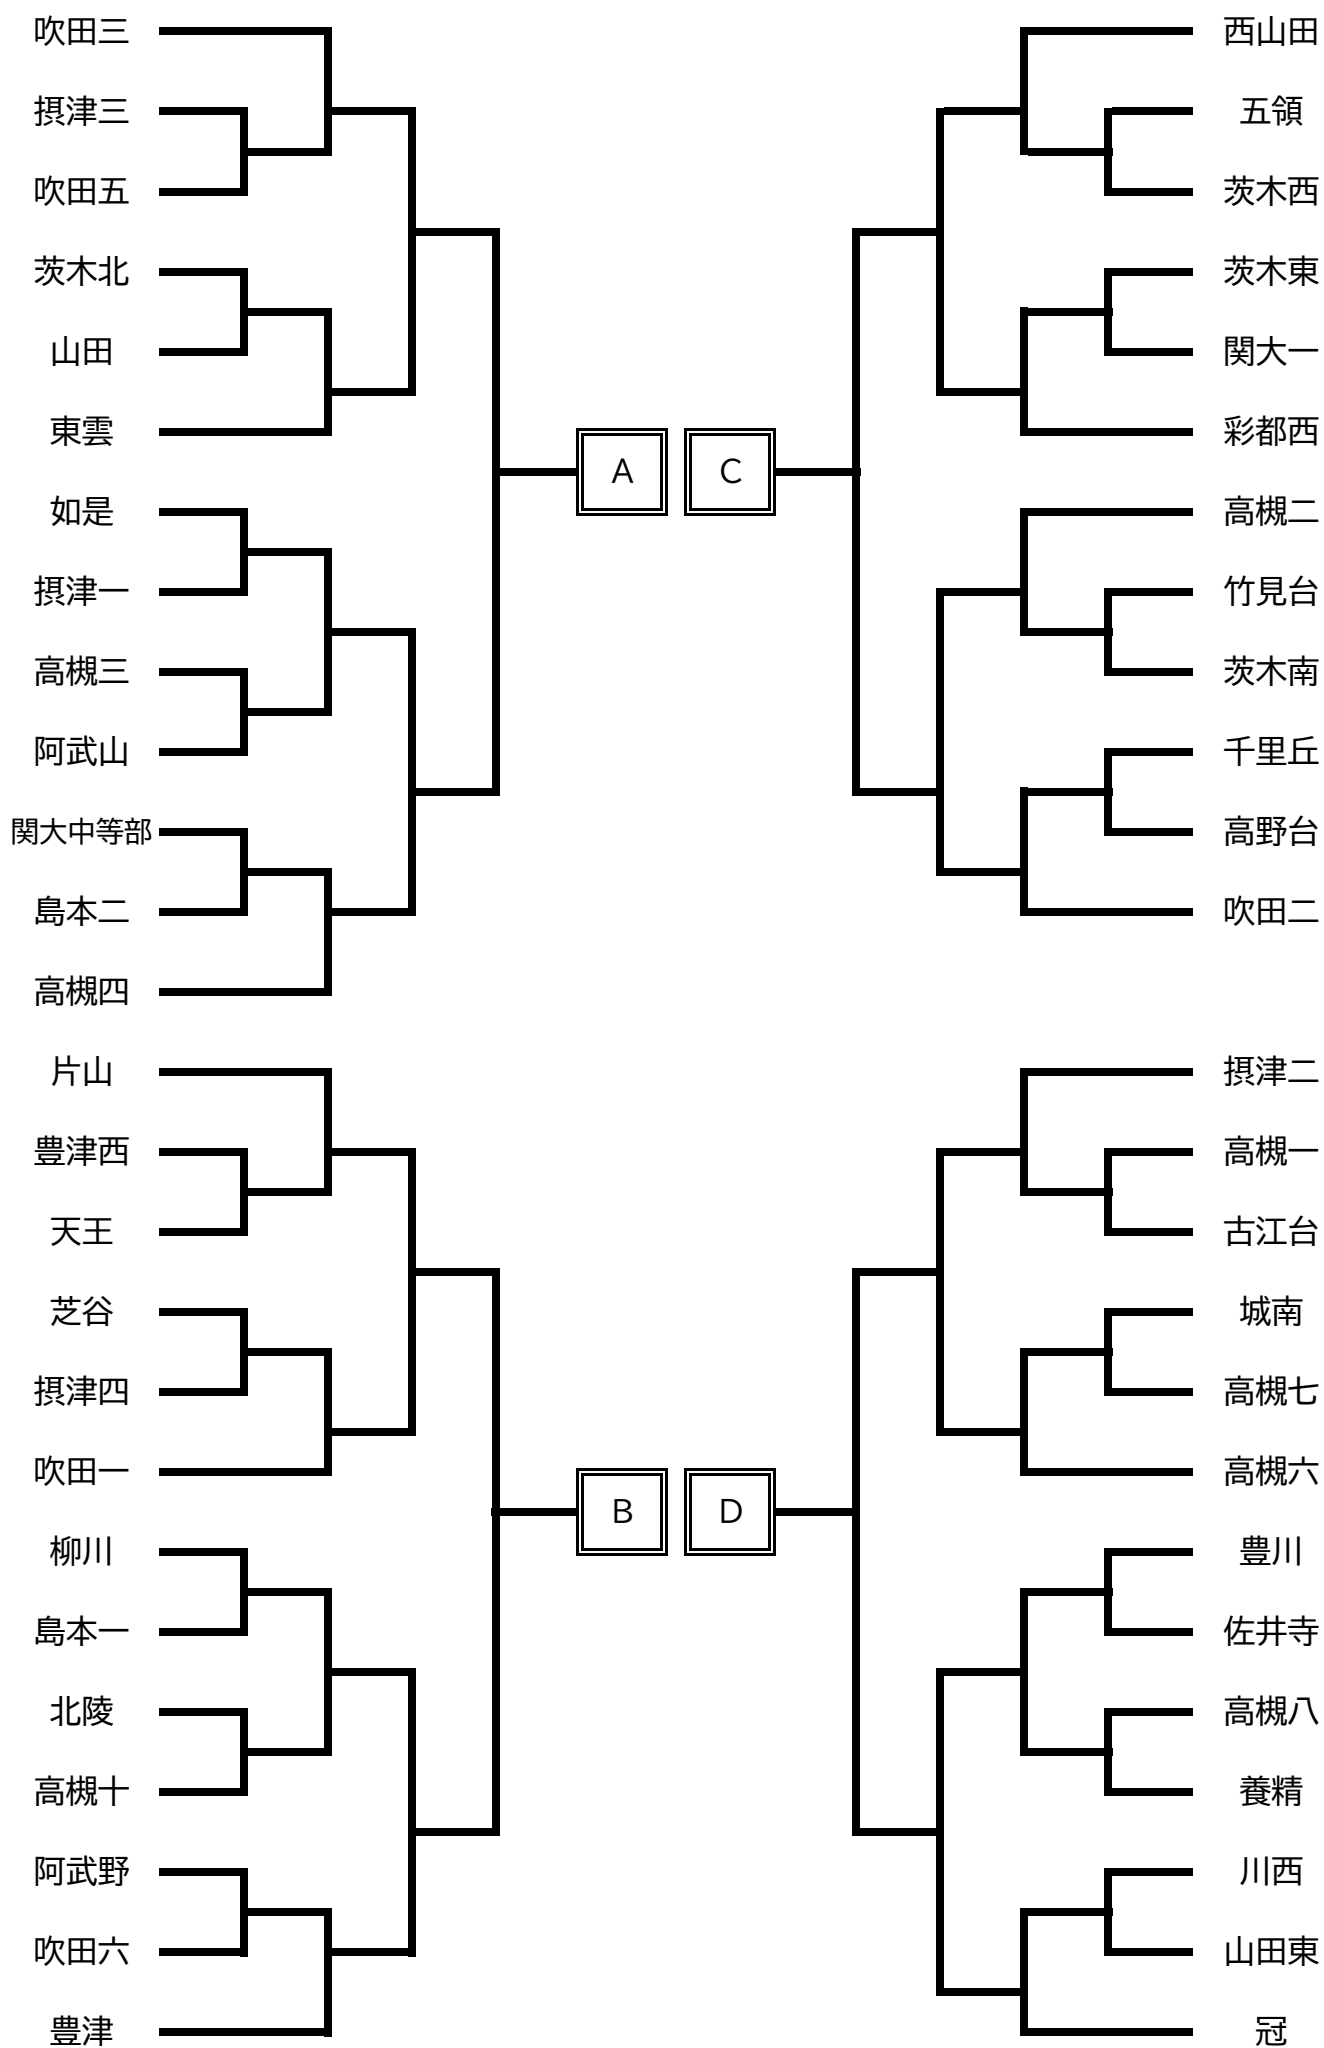 吹田三
摂津三
吹田五
茨木北
山田
東雲
如是
摂津一
高槻三
阿武山
関大中等部
島本二
高槻四
A
C
西山田
五領
茨木西
茨木東
関大一
彩都西
高槻二
竹見台
茨木南
千里丘
高野台
吹田二
片山
豊津西
天王
芝谷
摂津四
吹田一
柳川
島本一
北陵
高槻十
阿武野
吹田六
豊津
B
D
摂津二
高槻一
古江台
城南
高槻七
高槻六
豊川
佐井寺
高槻八
養精
川西
山田東
冠